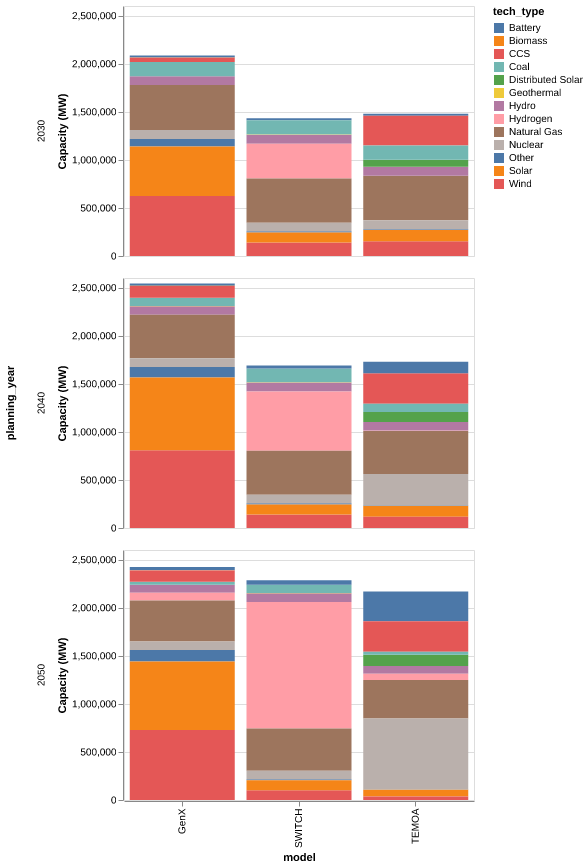 tech_type
Battery
Biomass
CCS
Coal
Distributed Solar
Geothermal
Hydro
Hydrogen
Natural Gas
Nuclear
Other
Solar
Wind
planning_year
2030
Capacity (MW)
2,500,000
2,000,000
1,500,000
1,000,000
500,000
0
2040
Capacity (MW)
2,500,000
2,000,000
1,500,000
1,000,000
500,000
0
2050
Capacity (MW)
2,500,000
2,000,000
1,500,000
1,000,000
500,000
0
GenX
SWITCH
TEMOA
model